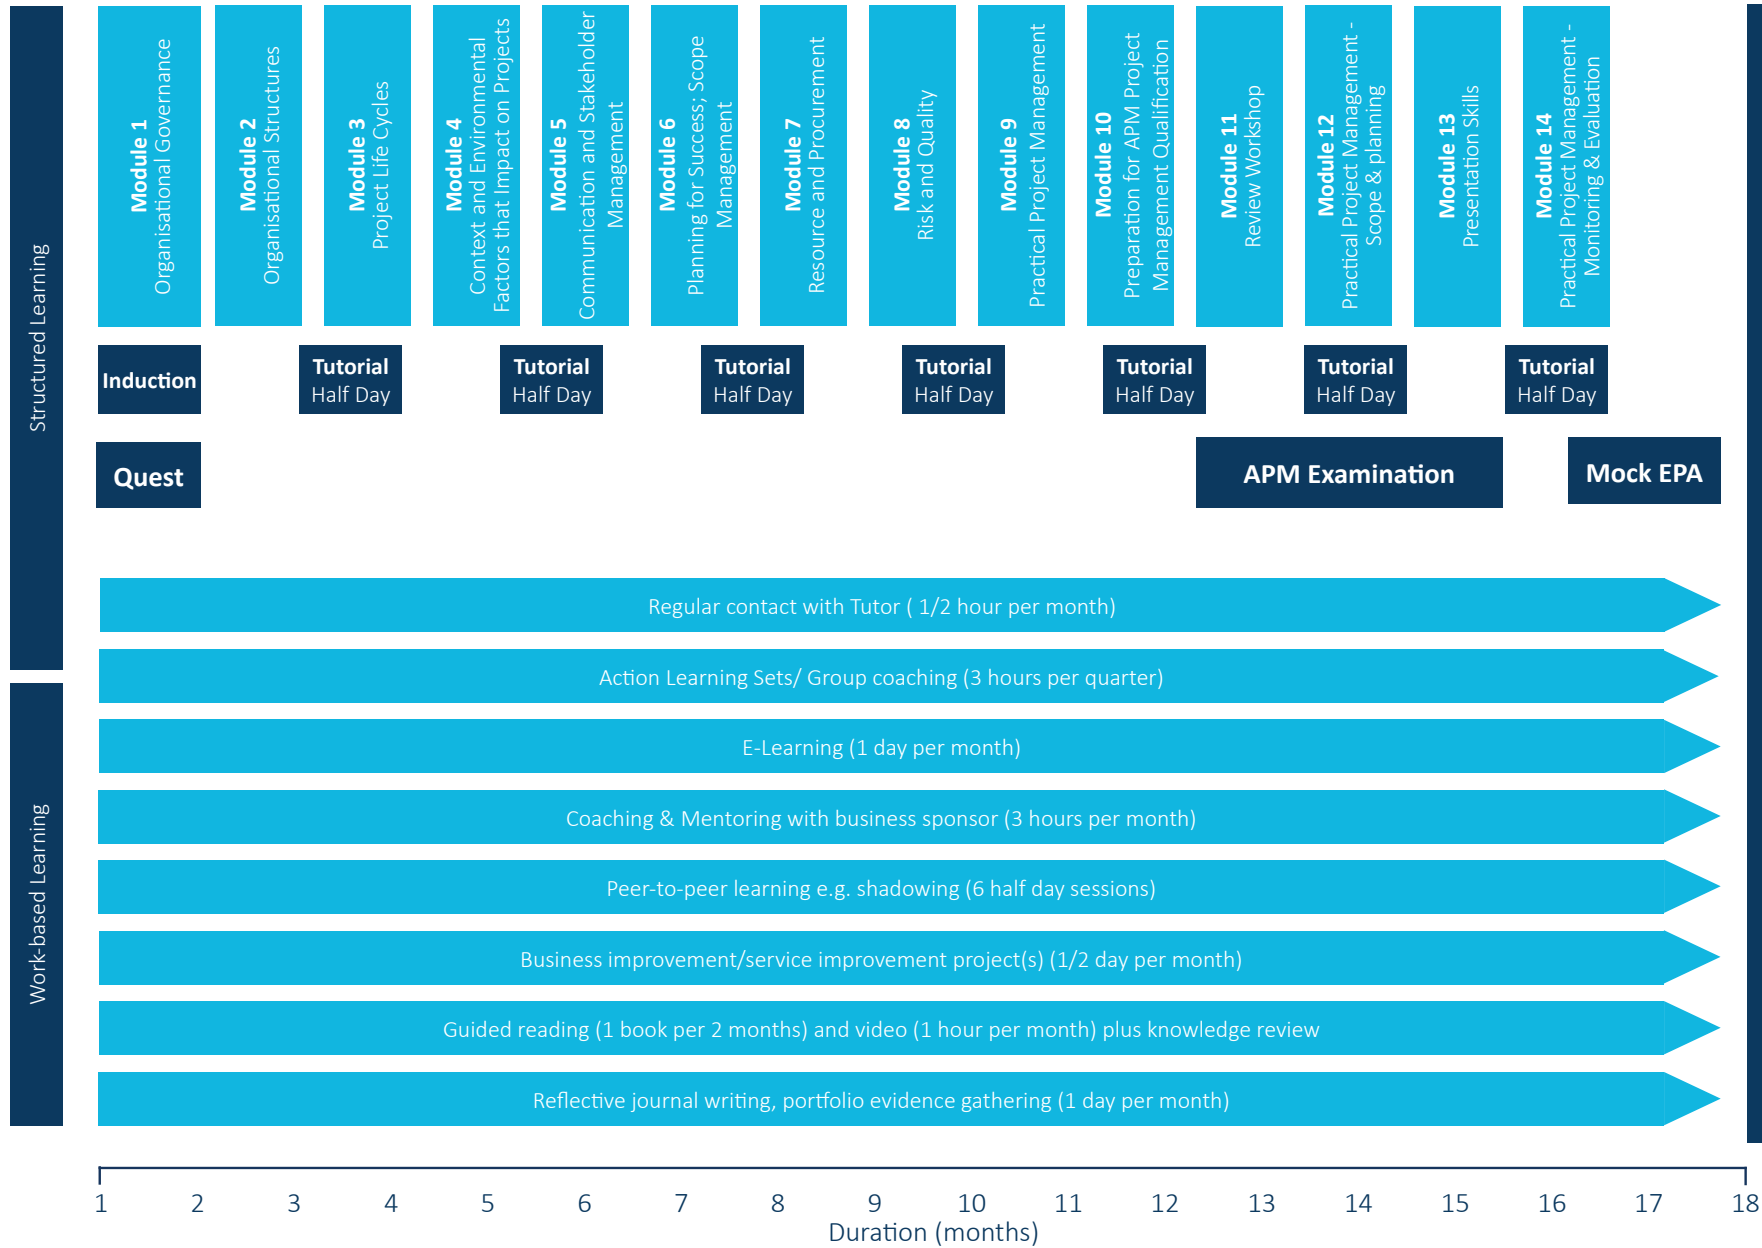 Structured Learning
Work-based Learning
Module 1
Organisational Governance
Module 2
Organisational Structures
Module 3
Project Life Cycles
Module 4
Context and Environmental
Factors that Impact on Projects
Module 5
Communication and Stakeholder
Management
Module 6
Planning for Success; Scope
Management
Module 7
Resource and Procurement
Module 8
Risk and Quality
Module 9
Practical Project Management
Module 10
Preparation for APM Project
Management Qualification
Module 11
Review Workshop
Module 12
Practical Project Management -
Scope & planning
Module 13
Presentation Skills
Module 14
Practical Project Management -
Monitoring & Evaluation
Induction
Tutorial
Half Day
Tutorial
Half Day
Tutorial
Half Day
Tutorial
Half Day
Tutorial
Half Day
Tutorial
Half Day
Tutorial
Half Day
Quest
APM Examination
Mock EPA
Regular contact with Tutor ( 1/2 hour per month)
Action Learning Sets/ Group coaching (3 hours per quarter)
E-Learning (1 day per month)
Coaching & Mentoring with business sponsor (3 hours per month)
Peer-to-peer learning e.g. shadowing (6 half day sessions)
Business improvement/service improvement project(s) (1/2 day per month)
Guided reading (1 book per 2 months) and video (1 hour per month) plus knowledge review
Reflective journal writing, portfolio evidence gathering (1 day per month)
1 2 3 4 5 6 7 8 9 10 11 12 13 14 15 16 17 18
Duration (months)